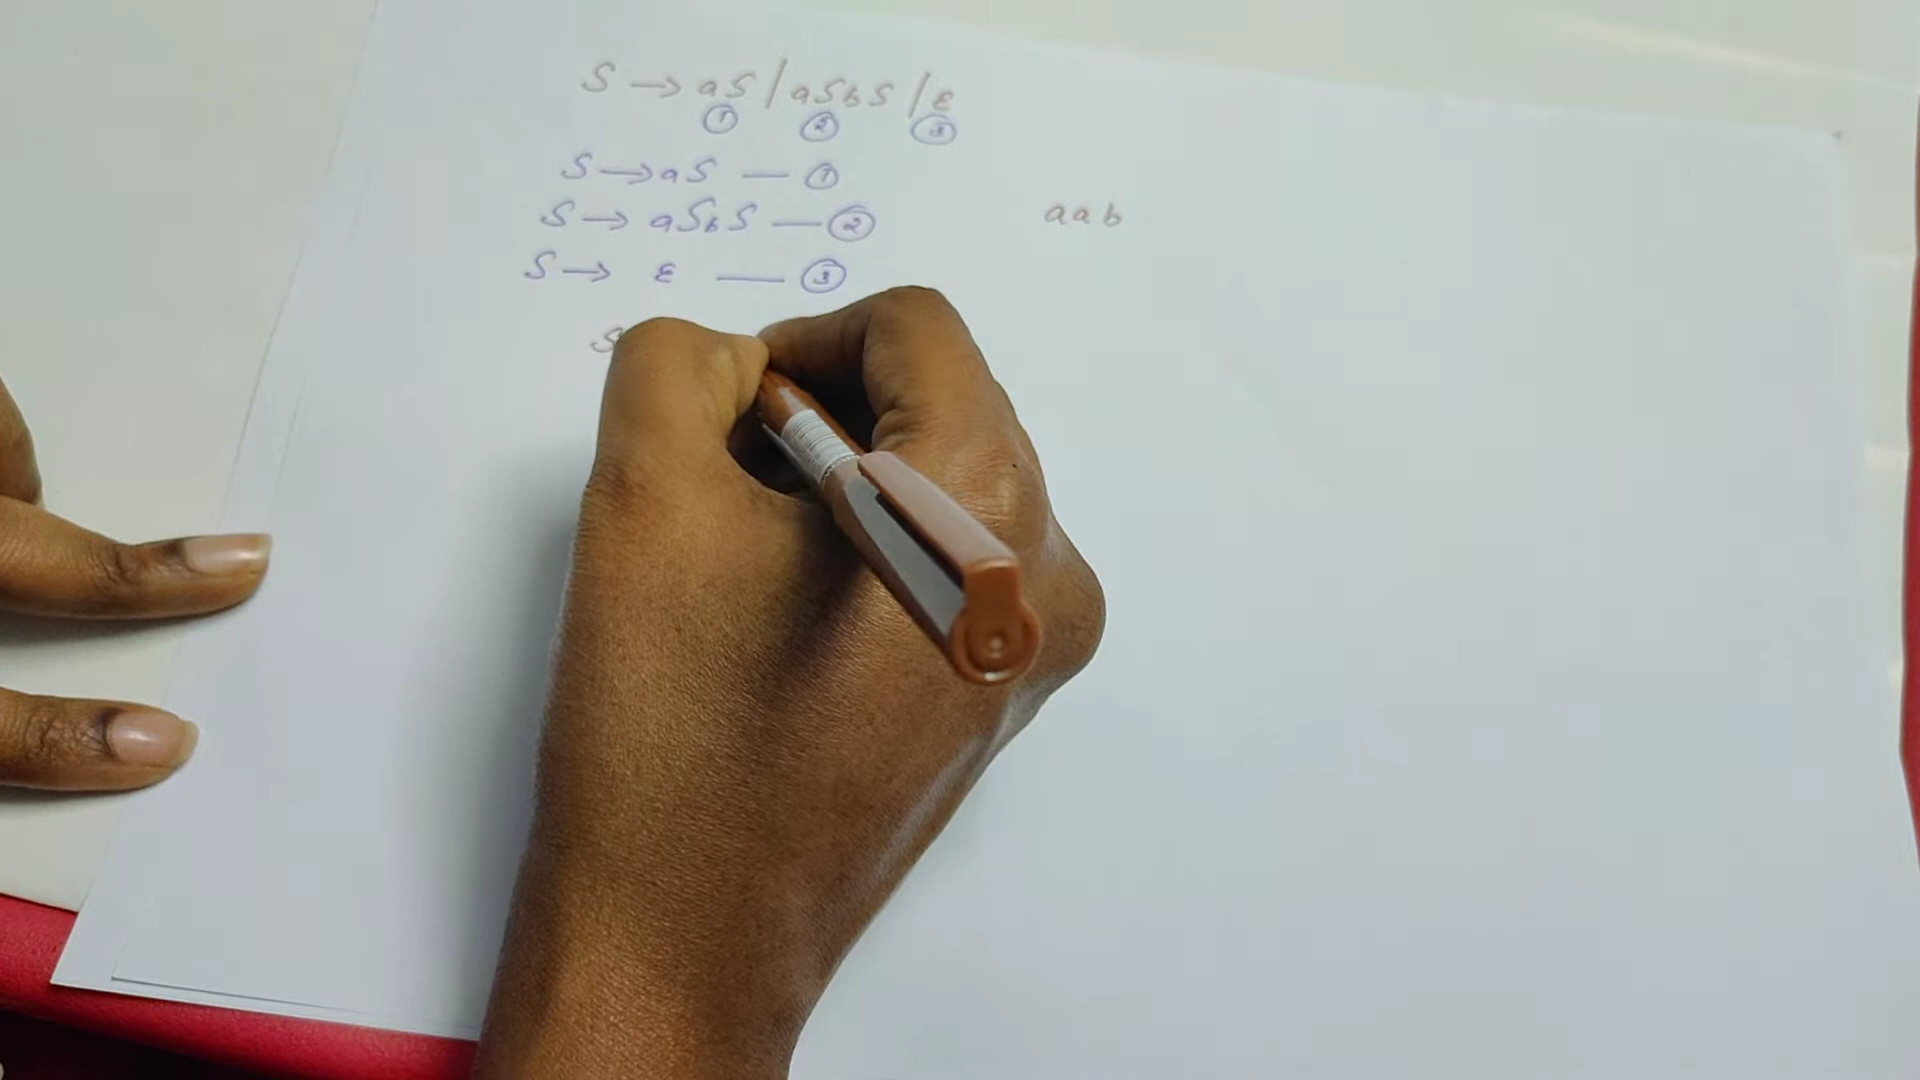 S → aS / aSbS / ε
① ② ③
S → aS — ①
S → aSbS — ②
aab
S → ε — ③
S